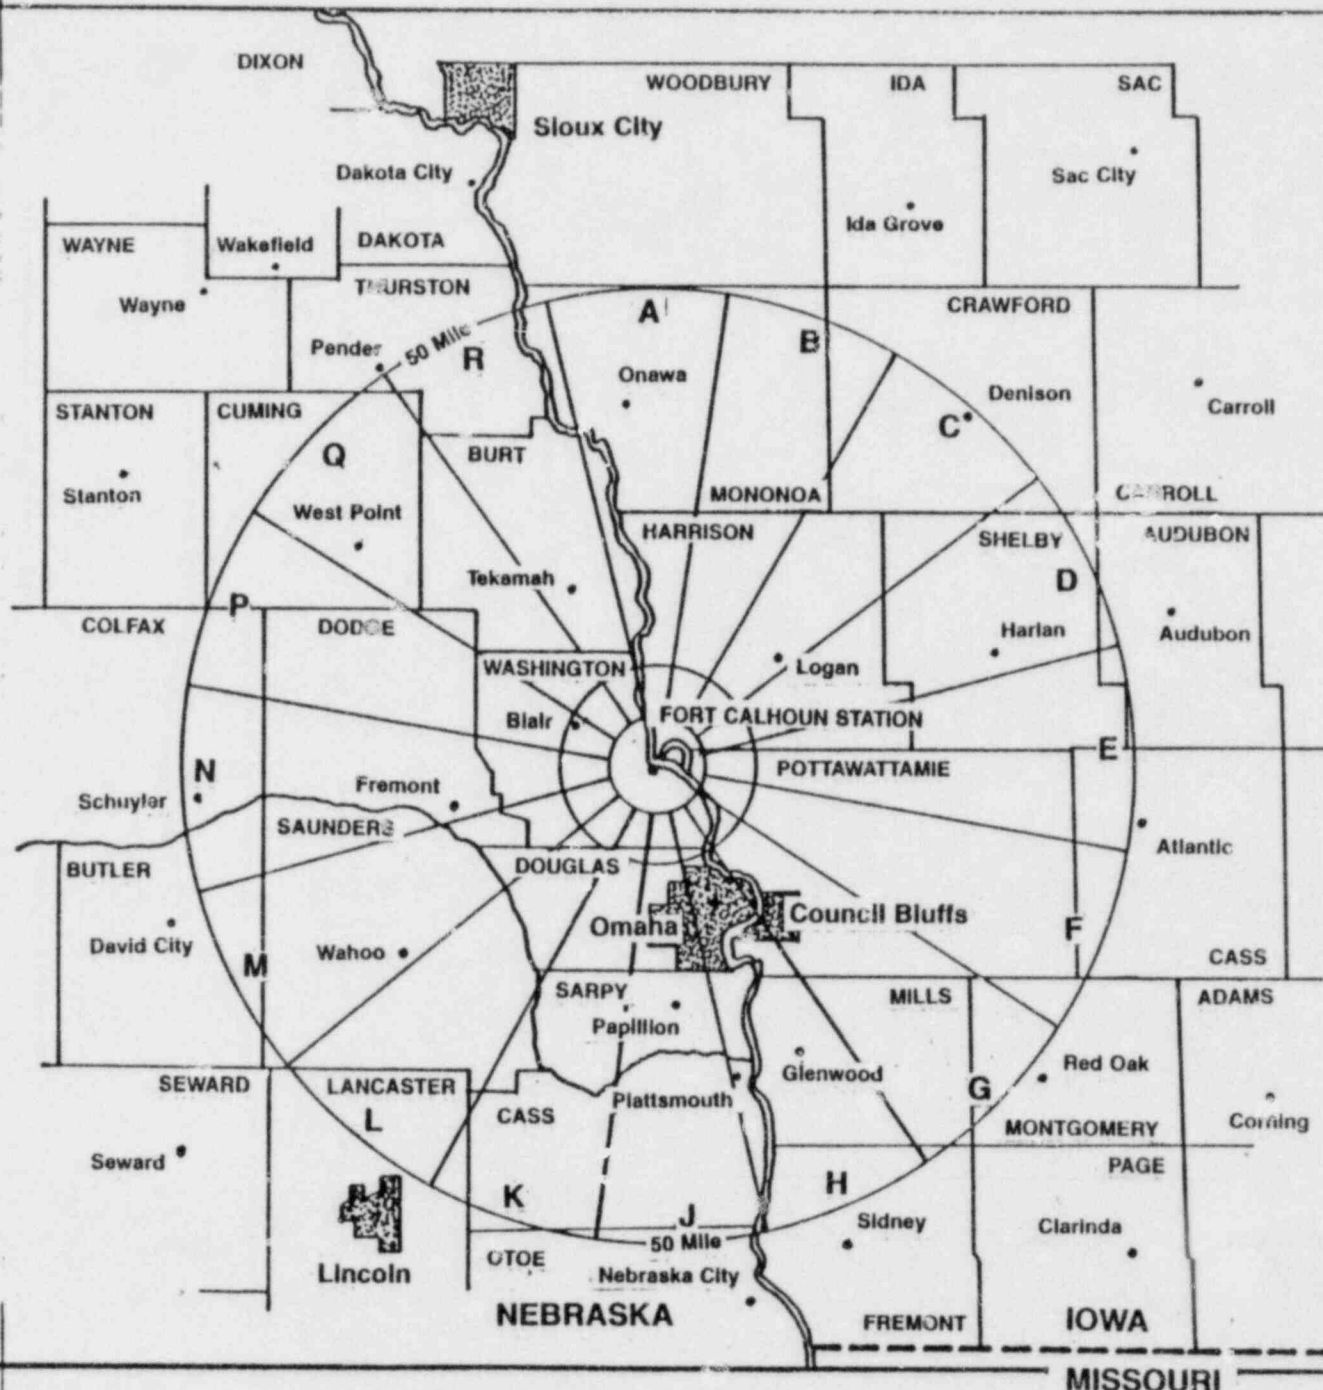 DIXON
WOODBURY
IDA
SAC
Sioux City
Dakota City
Sac City
Ida Grove
WAYNE
Wakefield
DAKOTA
THURSTON
Wayne
CRAWFORD
A
50 Mile
R
B
Pender
Onawa
Denison
STANTON
CUMING
Carroll
C
Q
BURT
Stanton
MONONOA
CARROLL
West Point
HARRISON
SHELBY
AUDUBON
Tekamah
D
P
COLFAX
DODGE
Harlan
Audubon
WASHINGTON
Logan
Blair
FORT CALHOUN STATION
E
N
POTTAWATTAMIE
Schuyler
Fremont
SAUNDERS
Atlantic
BUTLER
DOUGLAS
Omaha
Council Bluffs
F
David City
Wahoo
CASS
M
SARPY
MILLS
ADAMS
Papillion
Red Oak
Glenwood
SEWARD
LANCASTER
G
Plattsmouth
CASS
L
Corning
MONTGOMERY
Seward
PAGE
H
K
J
Sidney
Clarinda
50 Mile
OTOE
Lincoln
Nebraska City
NEBRASKA
FREMONT
IOWA
MISSOURI